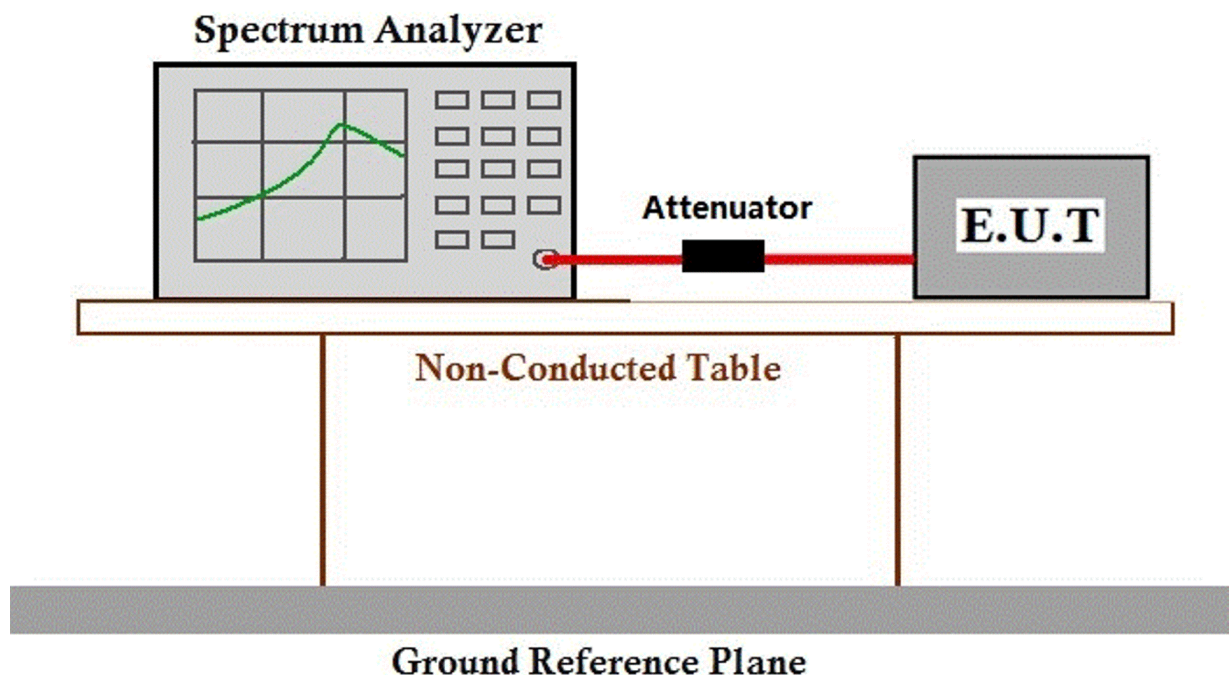 Spectrum Analyzer
Attenuator
E.U.T
Non-Conducted Table
Ground Reference Plane